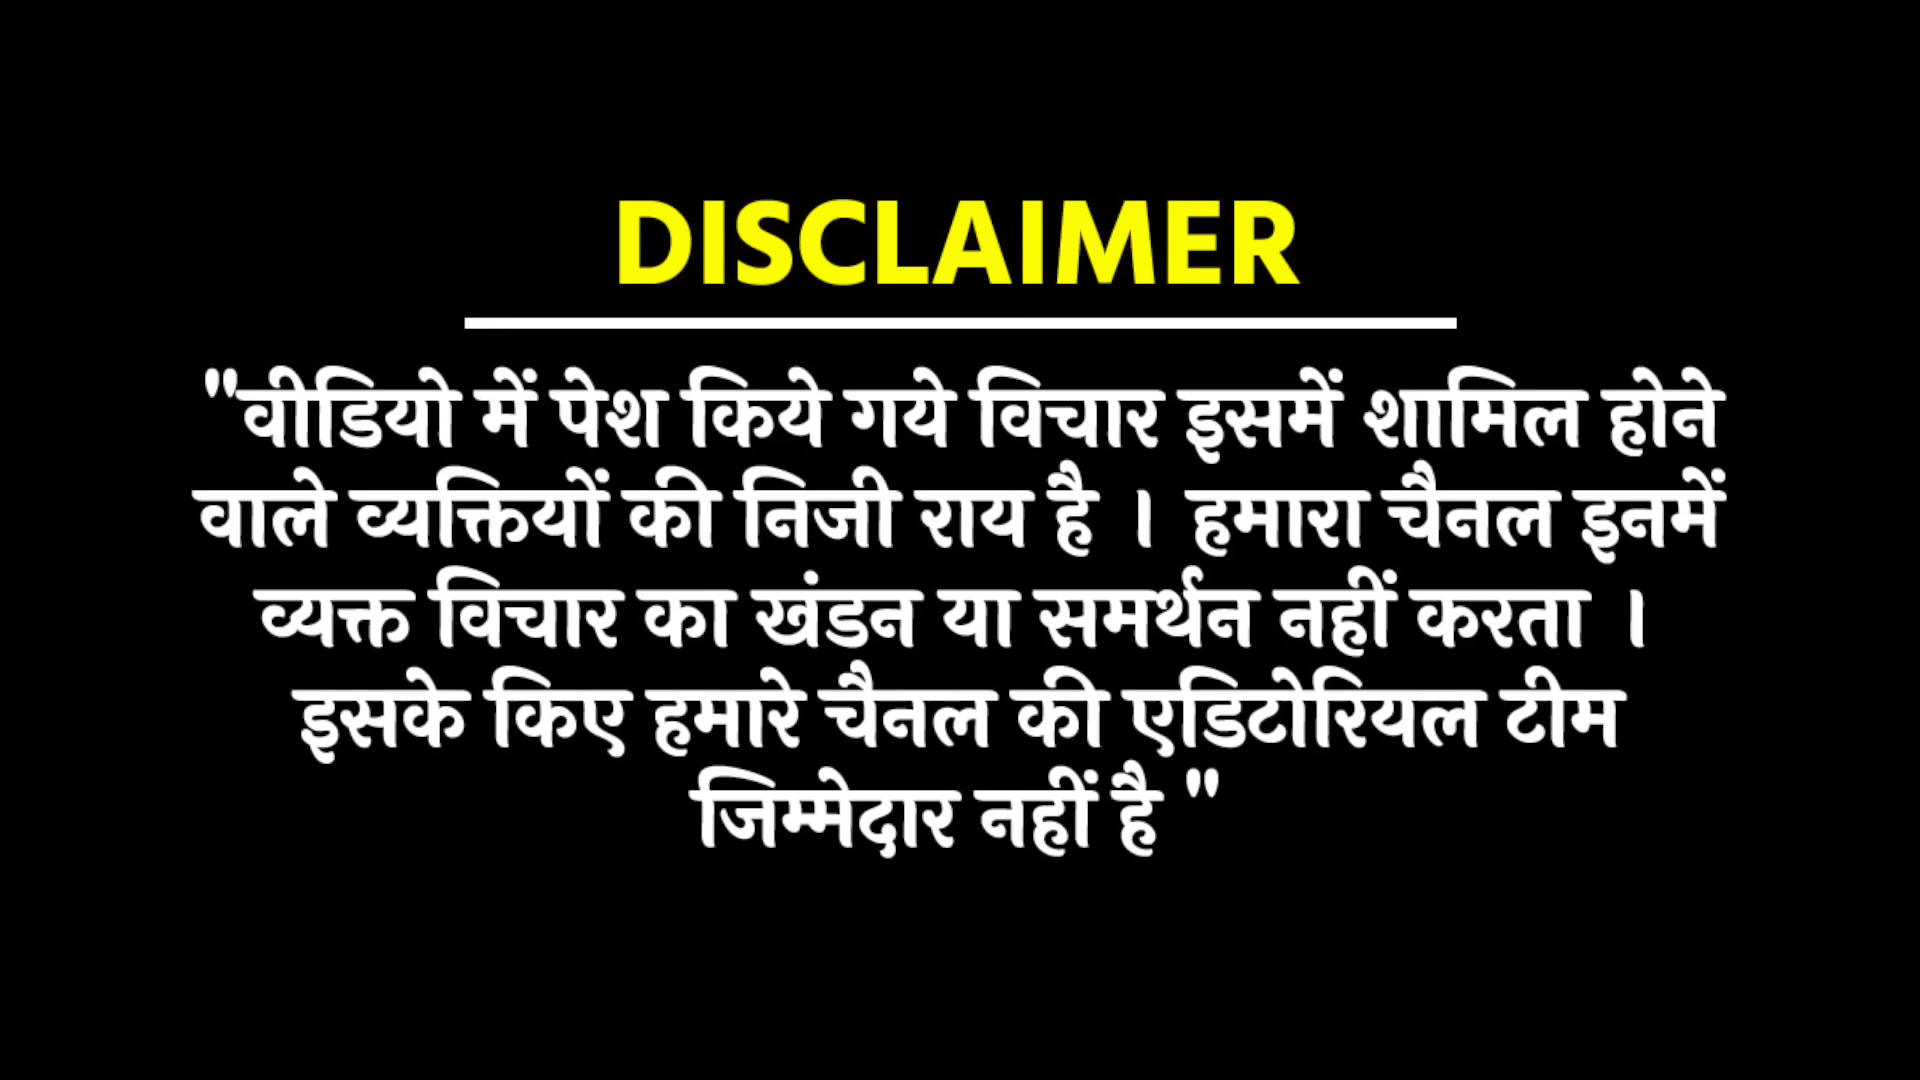 DISCLAIMER
"वीडियो में पेश किये गये विचार इसमें शामिल होने
वाले व्यक्तियों की निजी राय है । हमारा चैनल इनमें
व्यक्त विचार का खंडन या समर्थन नहीं करता ।
इसके किए हमारे चैनल की एडिटोरियल टीम
जिम्मेदार नहीं है "